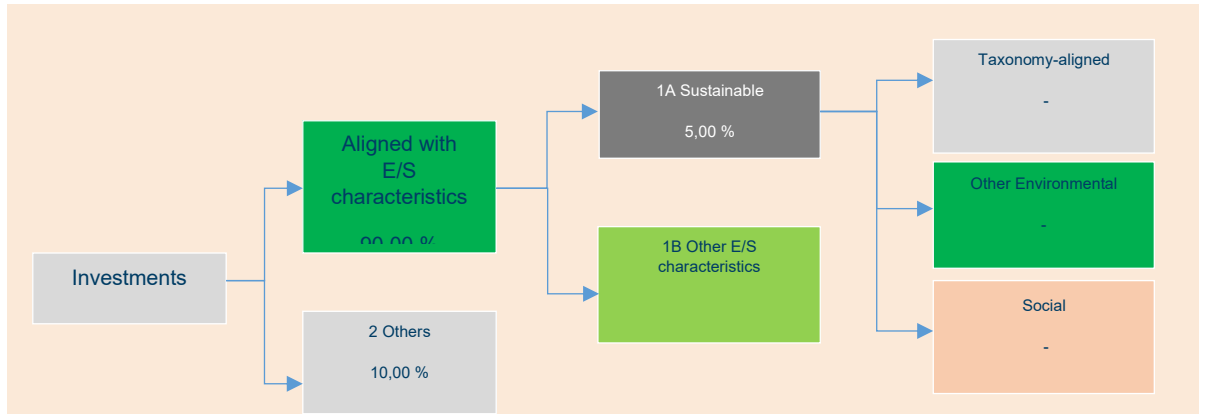 Investments
Aligned with
E/S
characteristics
2 Others
10,00 %
1A Sustainable
5,00 %
1B Other E/S
characteristics
Taxonomy-aligned
-
Other Environmental
-
Social
-